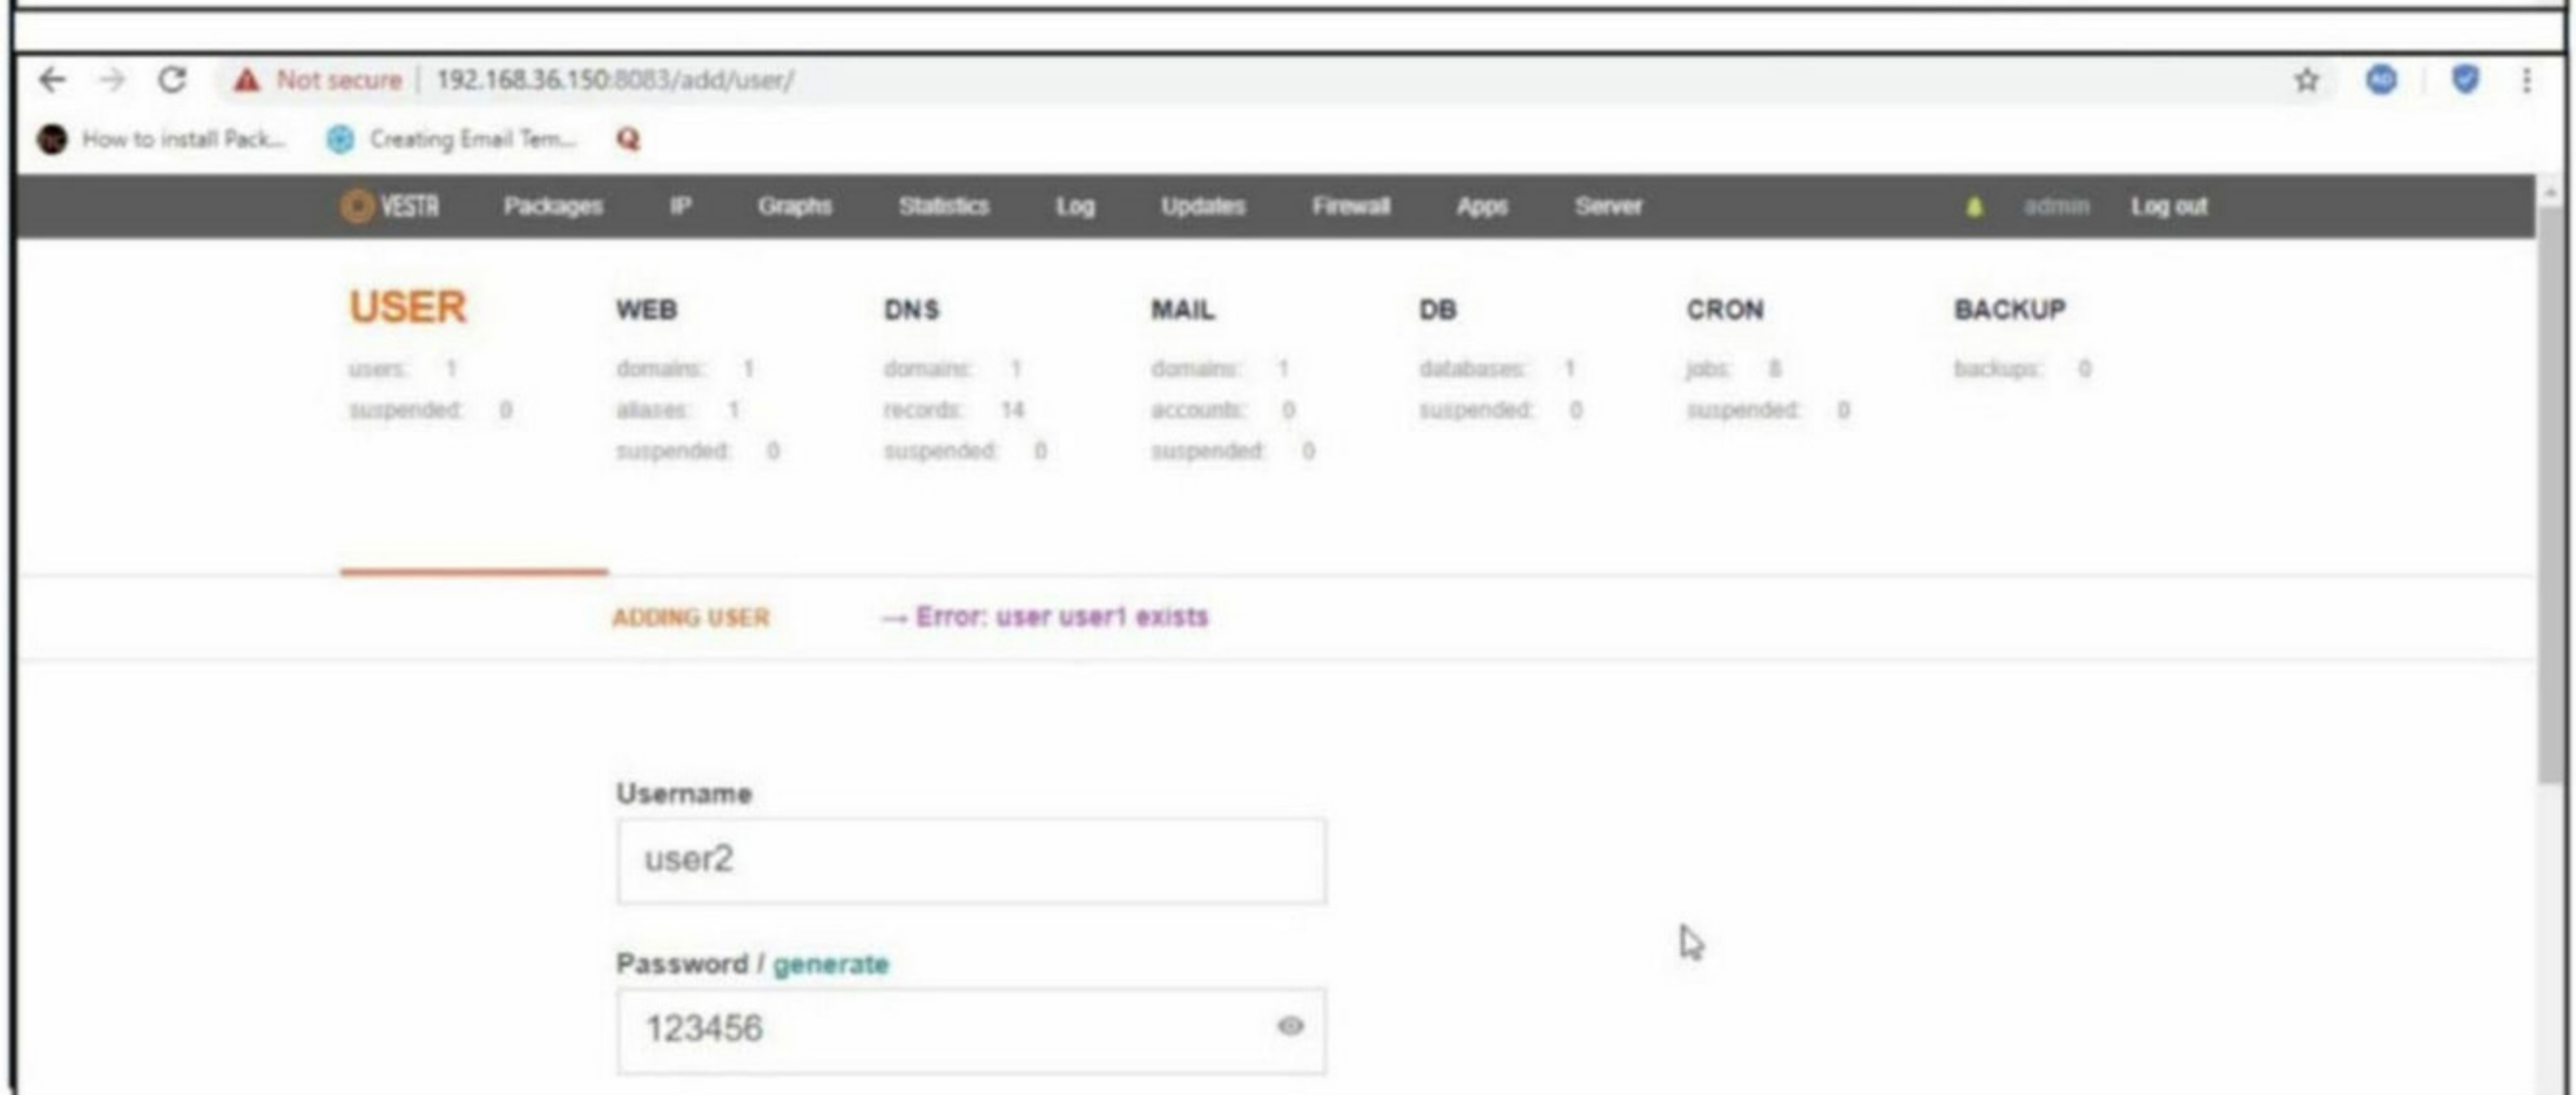 Not secure | 192.168.36.150:8083/add/user/
How to install Pack... Creating Email Tem...
VESTA Packages IP Graphs Statistics Log Updates Firewall Apps Server admin Log out
USER WEB DNS MAIL DB CRON BACKUP
users: 1 domains: 1 domains: 1 domains: 1 databases: 1 jobs: 8 backups: 0
suspended: 0 aliases: 1 records: 14 accounts: 0 suspended: 0 suspended: 0
suspended: 0 suspended: 0 suspended: 0
ADDING USER → Error: user user1 exists
Username
user2
Password / generate
123456